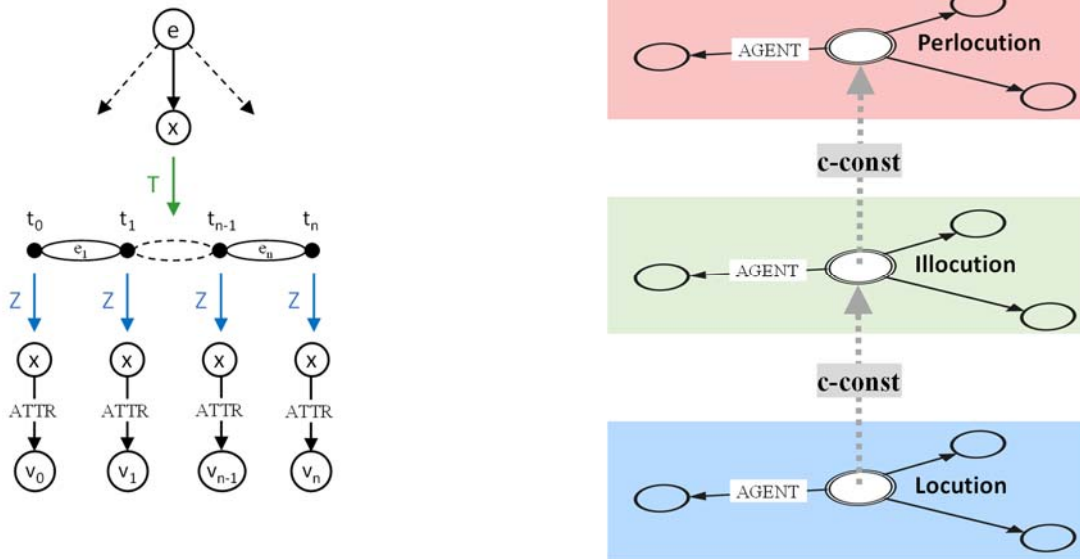 e
x
T
t₀ t₁ tₙ₋₁ tₙ
e₁ eₙ
Z Z Z Z
x x x x
ATTR ATTR ATTR ATTR
v₀ v₁ vₙ₋₁ vₙ
AGENT Perlocution
c-const
AGENT Illocution
c-const
AGENT Locution